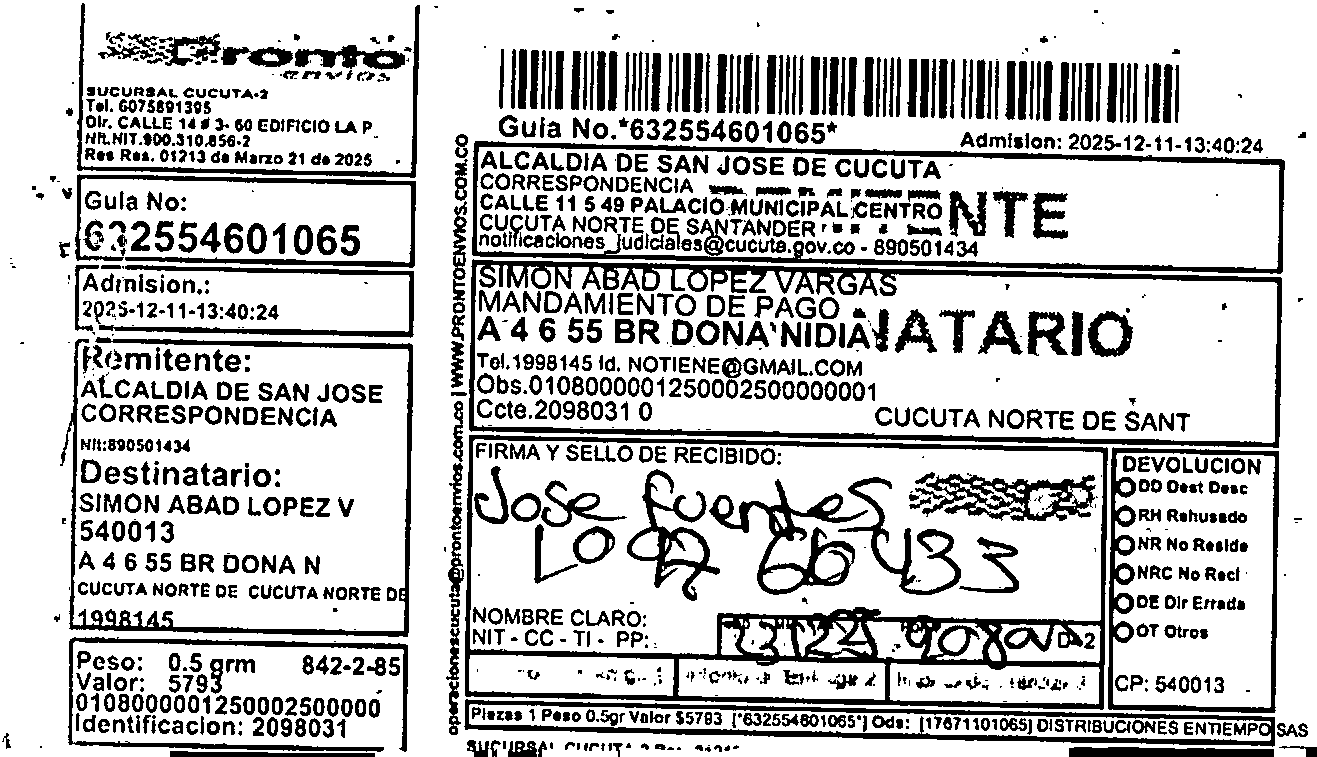 Pronto
envios
SUCURSAL CUCUTA-2
Tel. 6075891395
Dir. CALLE 14 # 3- 60 EDIFICIO LA P
Nit.NIT.900.310.856-2
Res Res. 01213 de Marzo 21 de 2025
Guia No:
632554601065
Admision.:
2025-12-11-13:40:24
Remitente:
ALCALDIA DE SAN JOSE
CORRESPONDENCIA
Nit:890501434
Destinatario:
SIMON ABAD LOPEZ V
540013
A 4 6 55 BR DONA N
CUCUTA NORTE DE CUCUTA NORTE DE
1998145
Peso: 0.5 grm 842-2-85
Valor: 5793
01080000012500025000000
Identificacion: 2098031
operacionescucuta@prontoenvios.com.co | WWW.PRONTOENVIOS.COM.CO
Guia No.*632554601065*
Admision: 2025-12-11-13:40:24
ALCALDIA DE SAN JOSE DE CUCUTA
CORRESPONDENCIA
CALLE 11 5 49 PALACIO MUNICIPAL CENTRO
CUCUTA NORTE DE SANTANDER
notificaciones_judiciales@cucuta.gov.co - 890501434
NTE
SIMON ABAD LOPEZ VARGAS
MANDAMIENTO DE PAGO
A 4 6 55 BR DONA NIDIA
NATARIO
Tel.1998145 Id. NOTIENE@GMAIL.COM
Obs.0108000001250002500000001
Ccte.2098031 0
CUCUTA NORTE DE SANT
FIRMA Y SELLO DE RECIBIDO:
Jose fuentes
NOMBRE CLARO:
NIT - CC - TI - PP:
D-2
DEVOLUCION
DD Dest Desc
RH Rehusado
NR No Reside
NRC No Recl
DE Dir Errada
OT Otros
CP: 540013
Piezas 1 Peso 0.5gr Valor $5793 [*632554601065*] Ods: [17671101065] DISTRIBUCIONES ENTIEMPO SAS